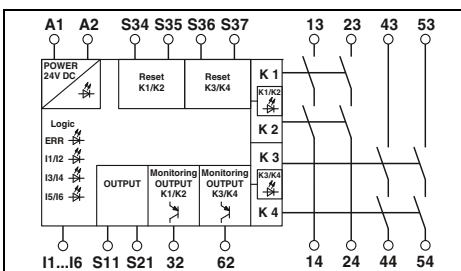 A1 A2 S34 S35 S36 S37 13 23 43 53
POWER
24V DC
Reset
K1/K2
Reset
K3/K4
K 1
K1/K2
K 2
K 3
K3/K4
K 4
Logic
ERR
I1/I2
I3/I4
I5/I6
OUTPUT
Monitoring
OUTPUT
K1/K2
Monitoring
OUTPUT
K3/K4
I1...I6 S11 S21 32 62 14 24 44 54